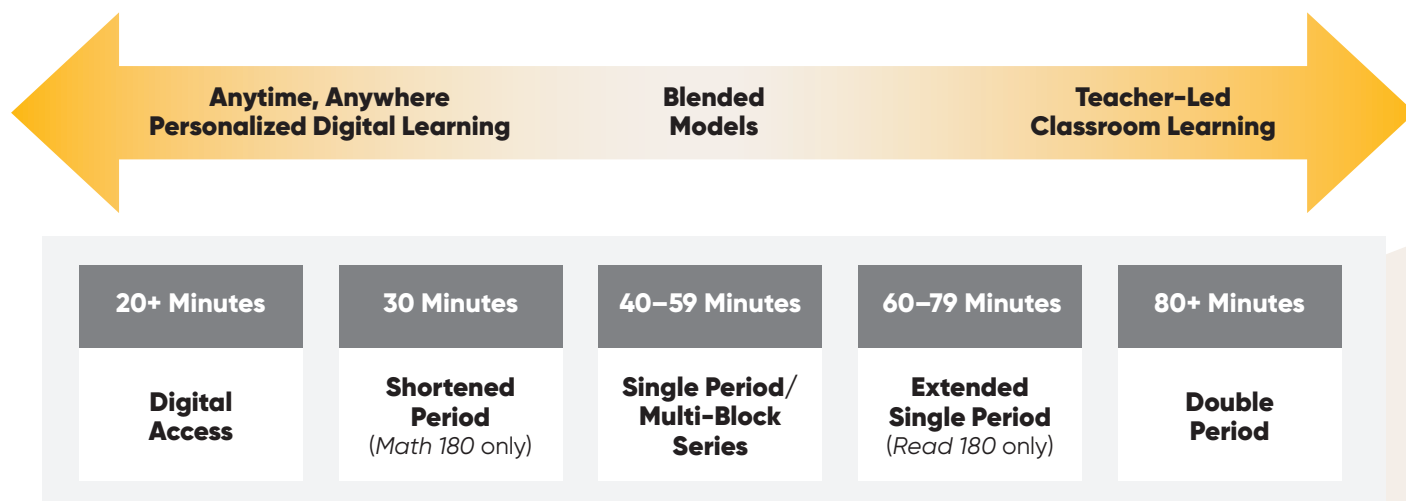 Anytime, Anywhere
Personalized Digital Learning
Blended
Models
Teacher-Led
Classroom Learning
20+ Minutes
Digital
Access
30 Minutes
Shortened
Period
(Math 180 only)
40–59 Minutes
Single Period/
Multi-Block
Series
60–79 Minutes
Extended
Single Period
(Read 180 only)
80+ Minutes
Double
Period